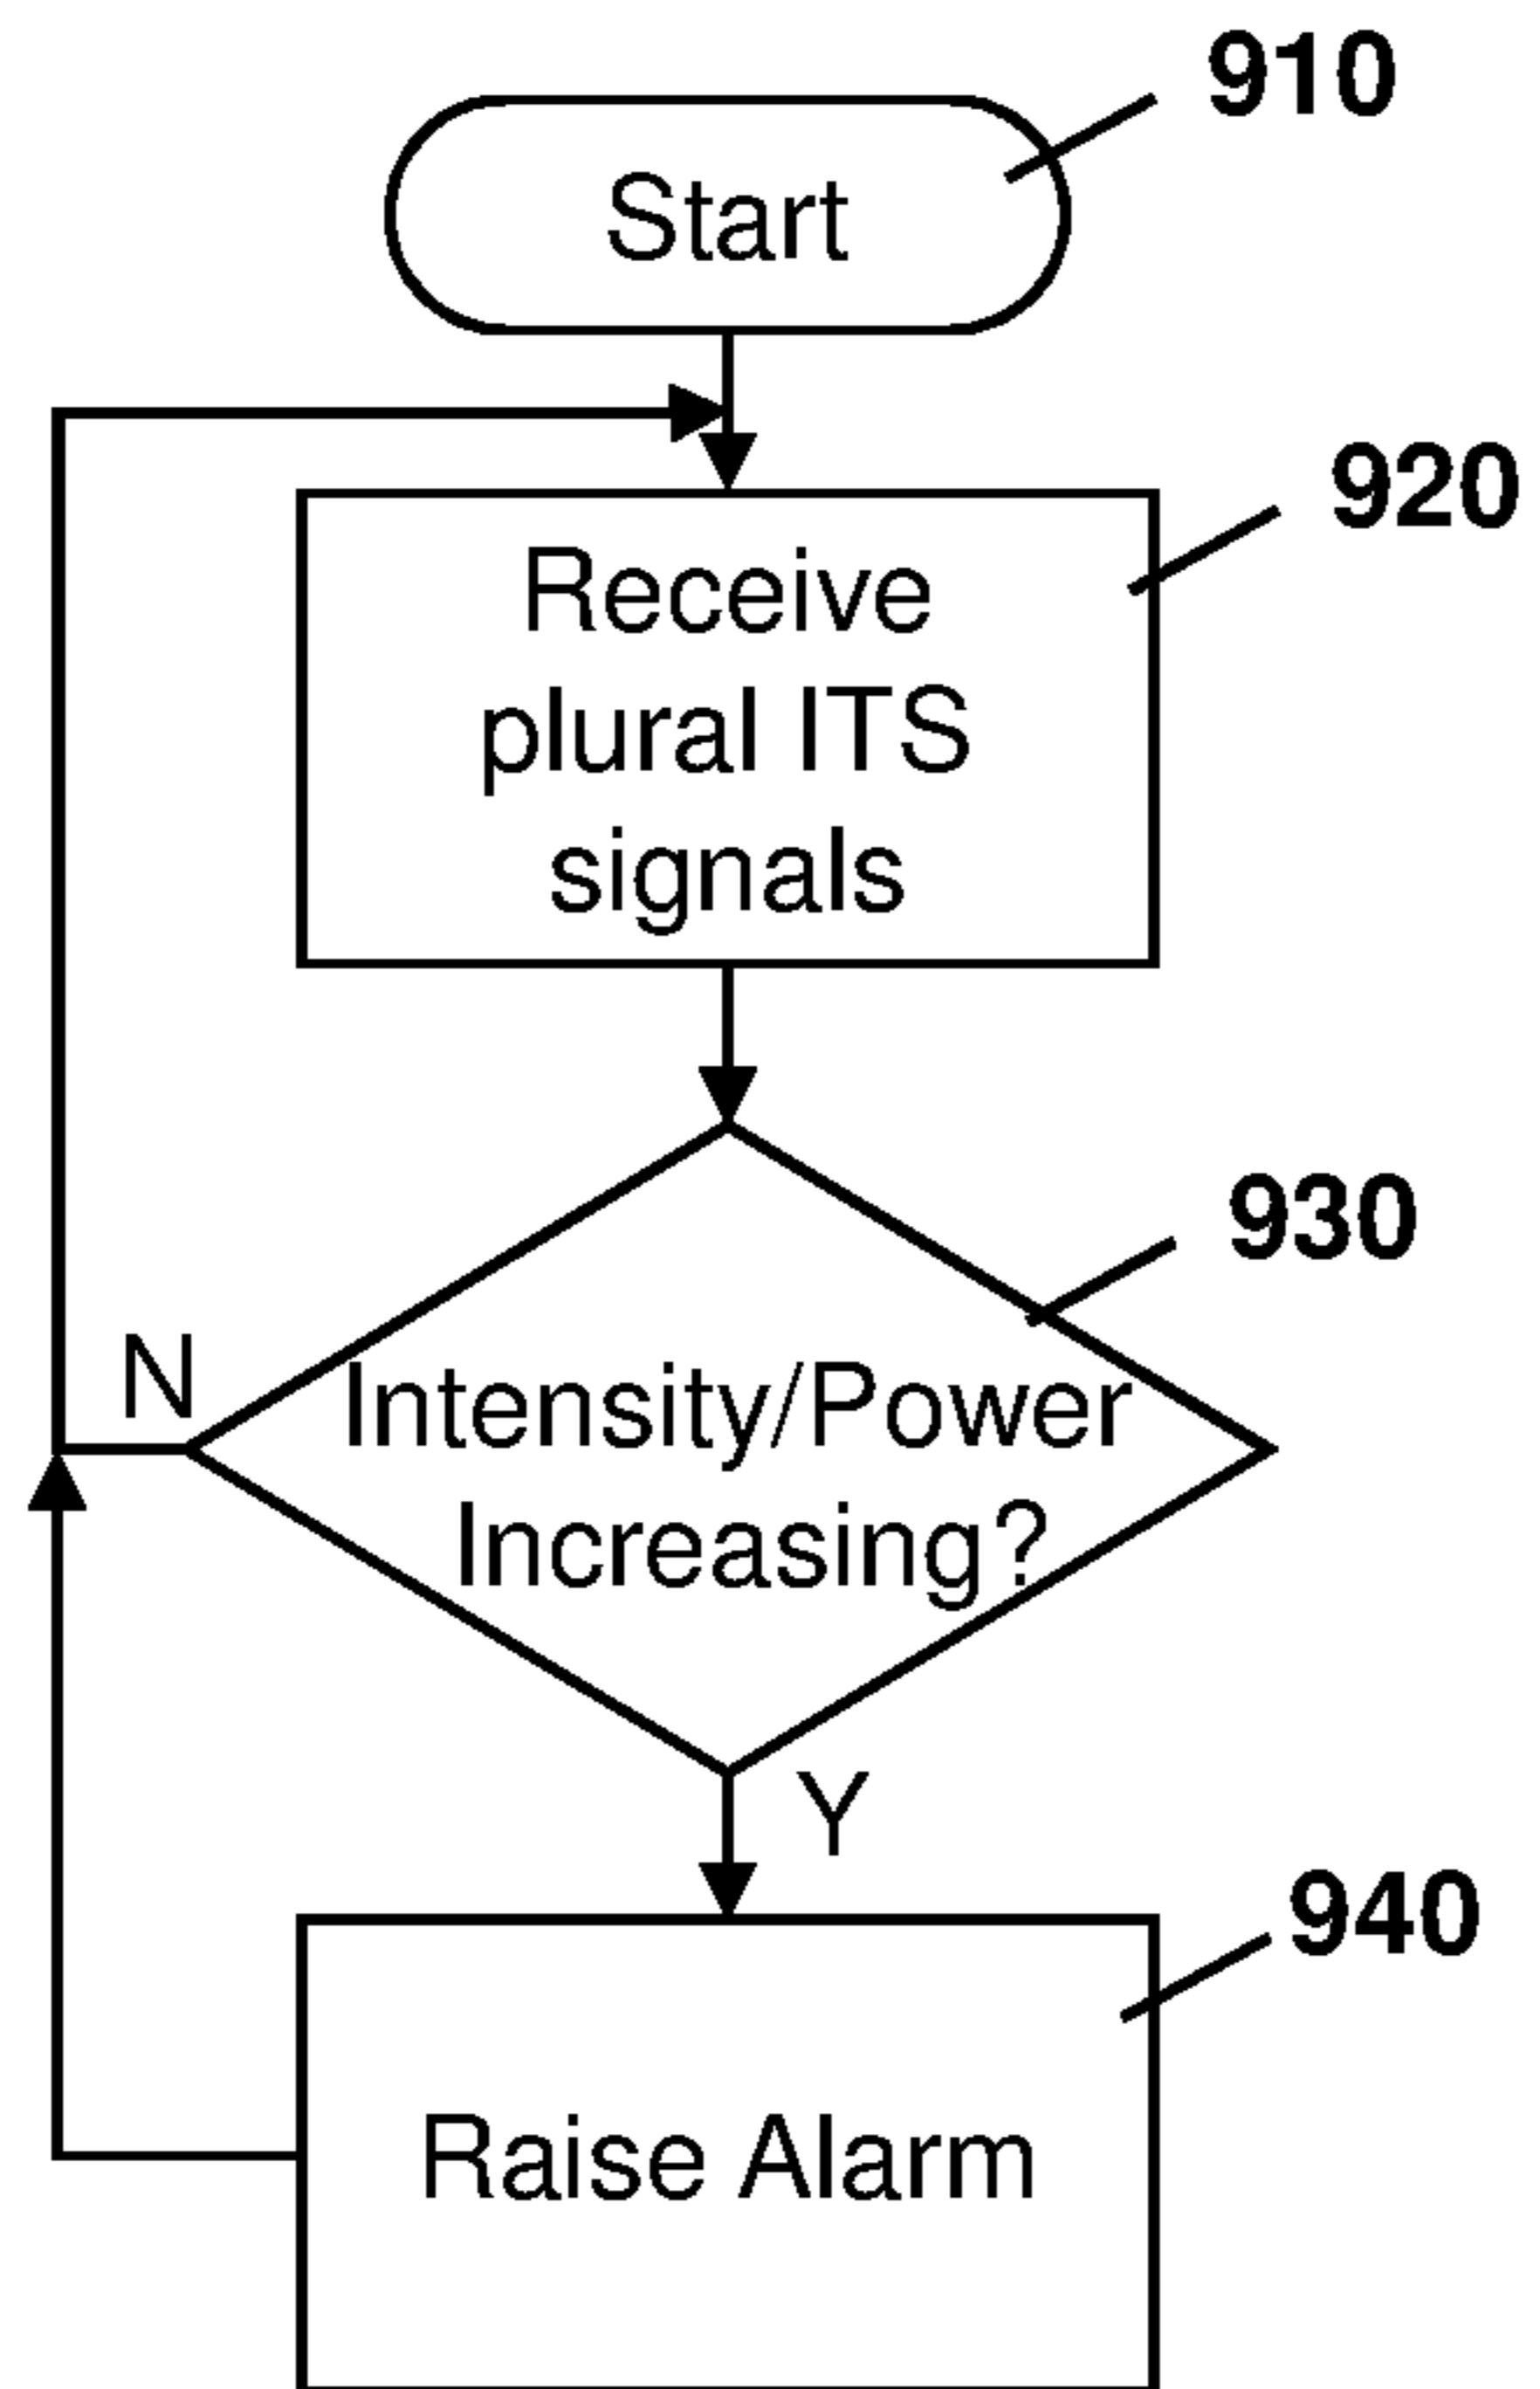 910
Start
920
Receive
plural ITS
signals
930
N
Intensity/Power
Increasing?
Y
940
Raise Alarm